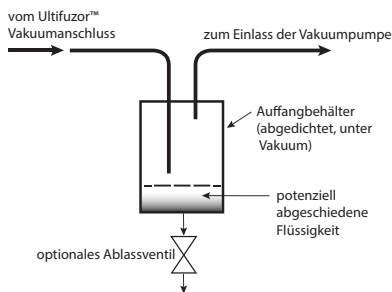 vom Ultifuzor™
Vakuumanschluss
zum Einlass der Vakuumpumpe
Auffangbehälter
(abgedichtet, unter
Vakuum)
potenziell
abgeschiedene
Flüssigkeit
optionales Ablassventil